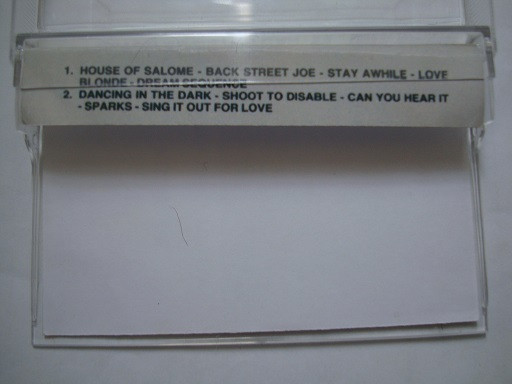 1. HOUSE OF SALOME - BACK STREET JOE - STAY AWHILE - LOVE
BLONDE - DREAM SEQUENCE
2. DANCING IN THE DARK - SHOOT TO DISABLE - CAN YOU HEAR IT
- SPARKS - SING IT OUT FOR LOVE